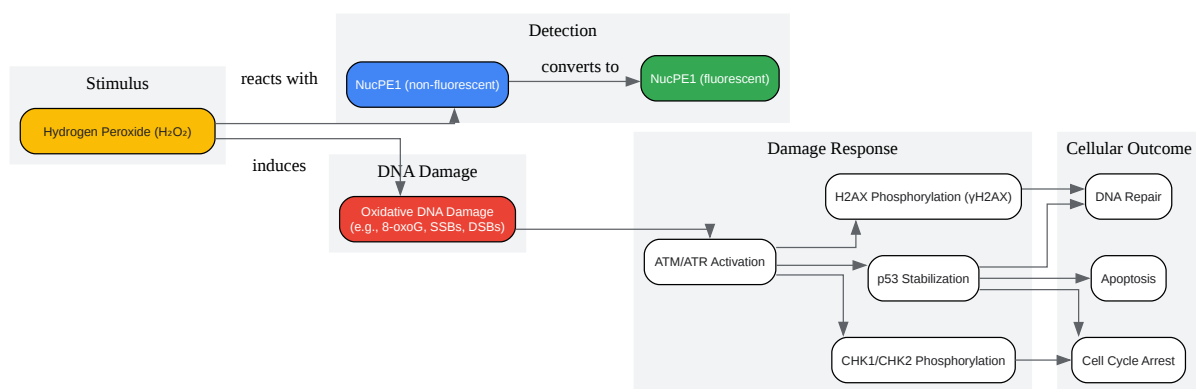 Detection
Stimulus
reacts with
NucPE1 (non-fluorescent)
converts to
NucPE1 (fluorescent)
Hydrogen Peroxide (H₂O₂)
induces
DNA Damage
Oxidative DNA Damage
(e.g., 8-oxoG, SSBs, DSBs)
Damage Response
Cellular Outcome
H2AX Phosphorylation (γH2AX)
DNA Repair
ATM/ATR Activation
p53 Stabilization
Apoptosis
CHK1/CHK2 Phosphorylation
Cell Cycle Arrest